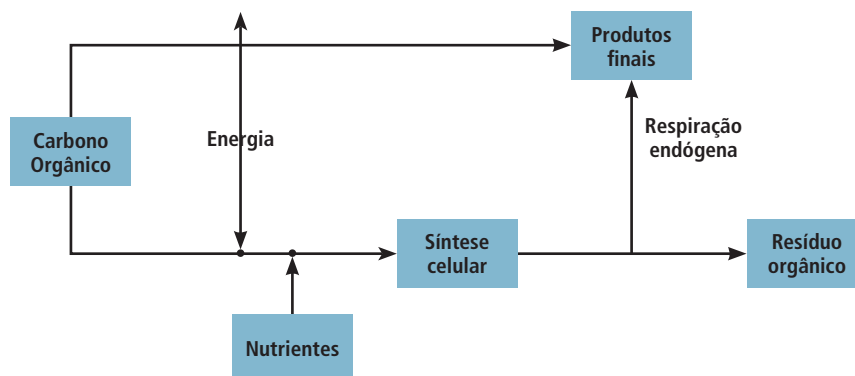 Produtos
finais
Carbono
Orgânico
Energia
Respiração
endógena
Síntese
celular
Resíduo
orgânico
Nutrientes